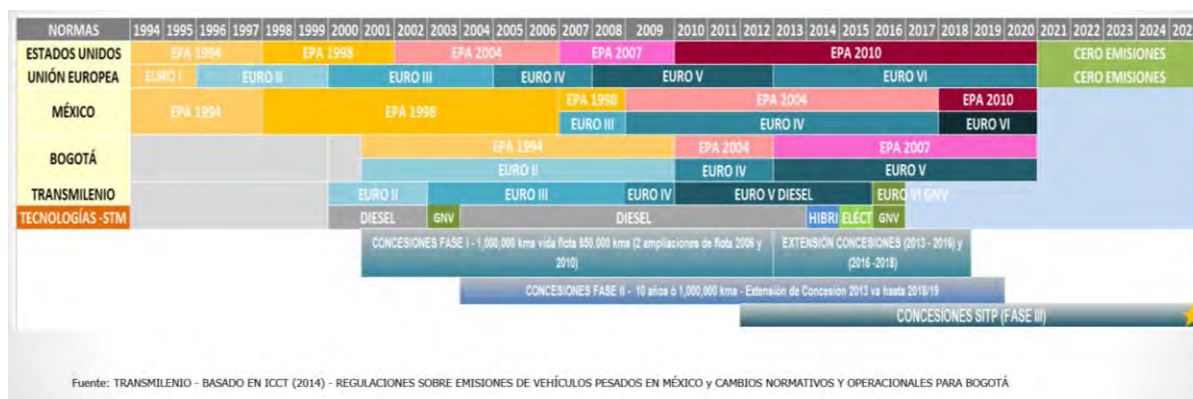 NORMAS 1994 1995 1996 1997 1998 1999 2000 2001 2002 2003 2004 2005 2006 2007 2008 2009 2010 2011 2012 2013 2014 2015 2016 2017 2018 2019 2020 2021 2022 2023 2024 202
ESTADOS UNIDOS EPA 1994 EPA 1998 EPA 2004 EPA 2007 EPA 2010 CERO EMISIONES
UNIÓN EUROPEA EURO I EURO II EURO III EURO IV EURO V EURO VI CERO EMISIONES
MÉXICO EPA 1994 EPA 1998 EPA 1998 EPA 2004 EPA 2010
EURO III EURO IV EURO VI
BOGOTÁ EPA 1994 EPA 2004 EPA 2007
EURO II EURO IV EURO V
TRANSMILENIO EURO II EURO III EURO IV EURO V DIESEL EURO VI GNV
TECNOLOGÍAS -STM DIESEL GNV DIESEL HIBRI ELÉCT GNV
CONCESIONES FASE I - 1,000,000 kms vida flota 850.000 kms (2 ampliaciones de flota 2006 y
2010)
EXTENSIÓN CONCESIONES (2013 - 2016) y
(2016 -2018)
CONCESIONES FASE II - 10 años ó 1,000,000 kms - Extensión de Concesión 2013 va hasta 2018/19
CONCESIONES SITP (FASE III)
Fuente: TRANSMILENIO - BASADO EN ICCT (2014) - REGULACIONES SOBRE EMISIONES DE VEHÍCULOS PESADOS EN MÉXICO y CAMBIOS NORMATIVOS Y OPERACIONALES PARA BOGOTÁ